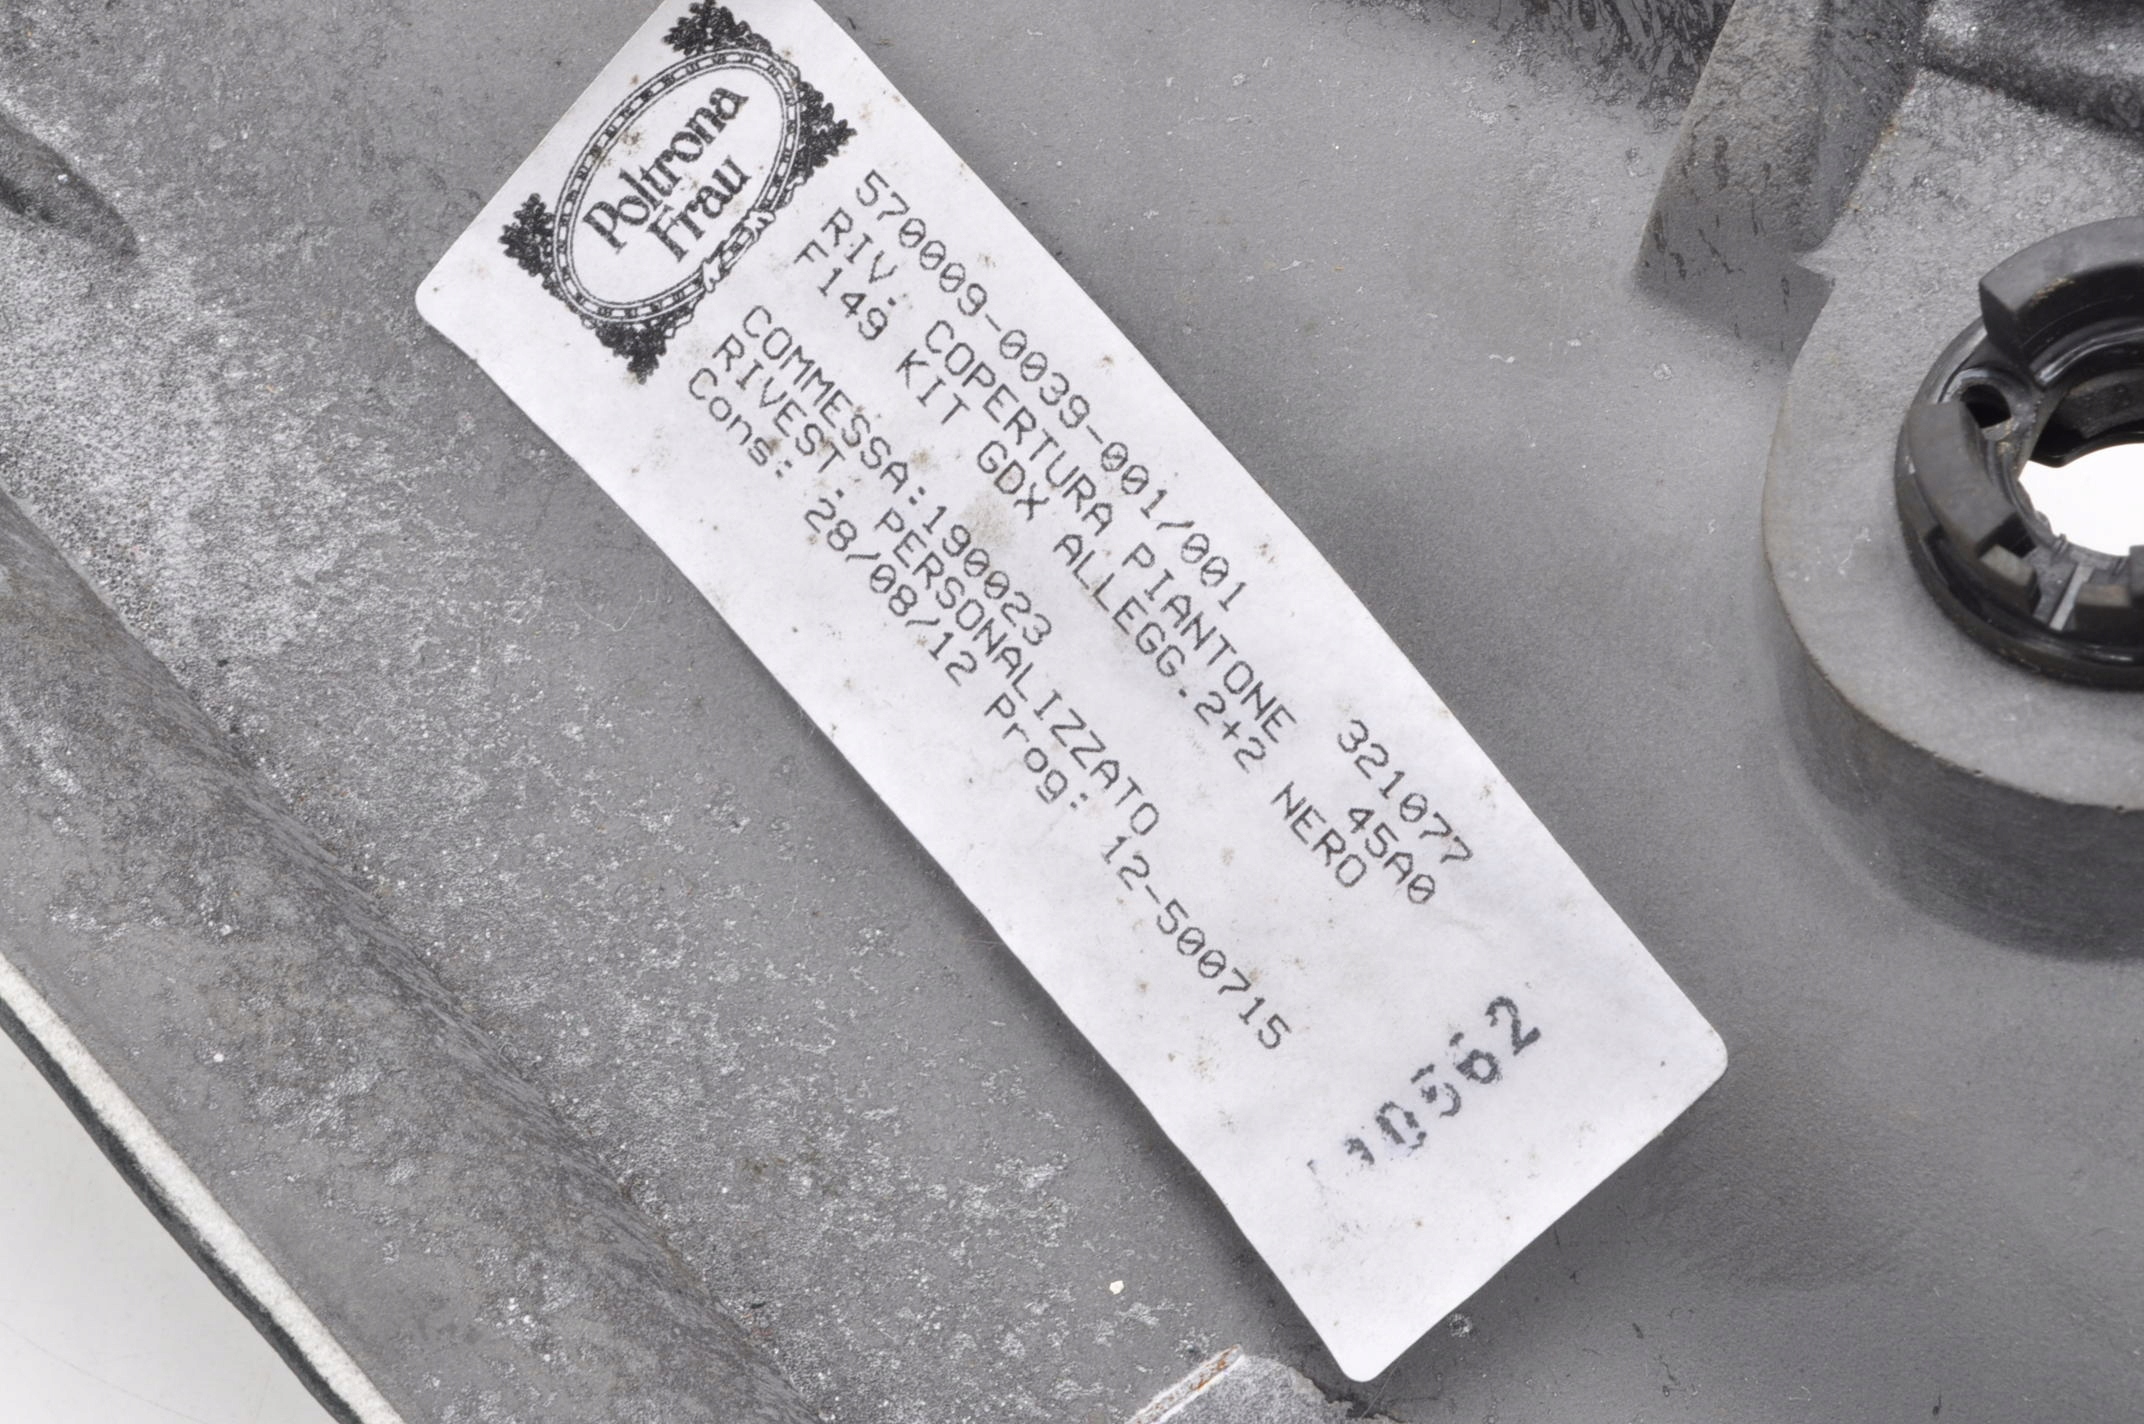 Poltrona
Frau
570009-0039-001/001
RIV. COPERTURA PIANTONE 321077
F149 KIT GDX ALLEGG.2+2 NERO 45A0
COMMESSA:190023
RIVEST. PERSONALIZZATO
Cons: 28/08/12 Prog: 12-500715